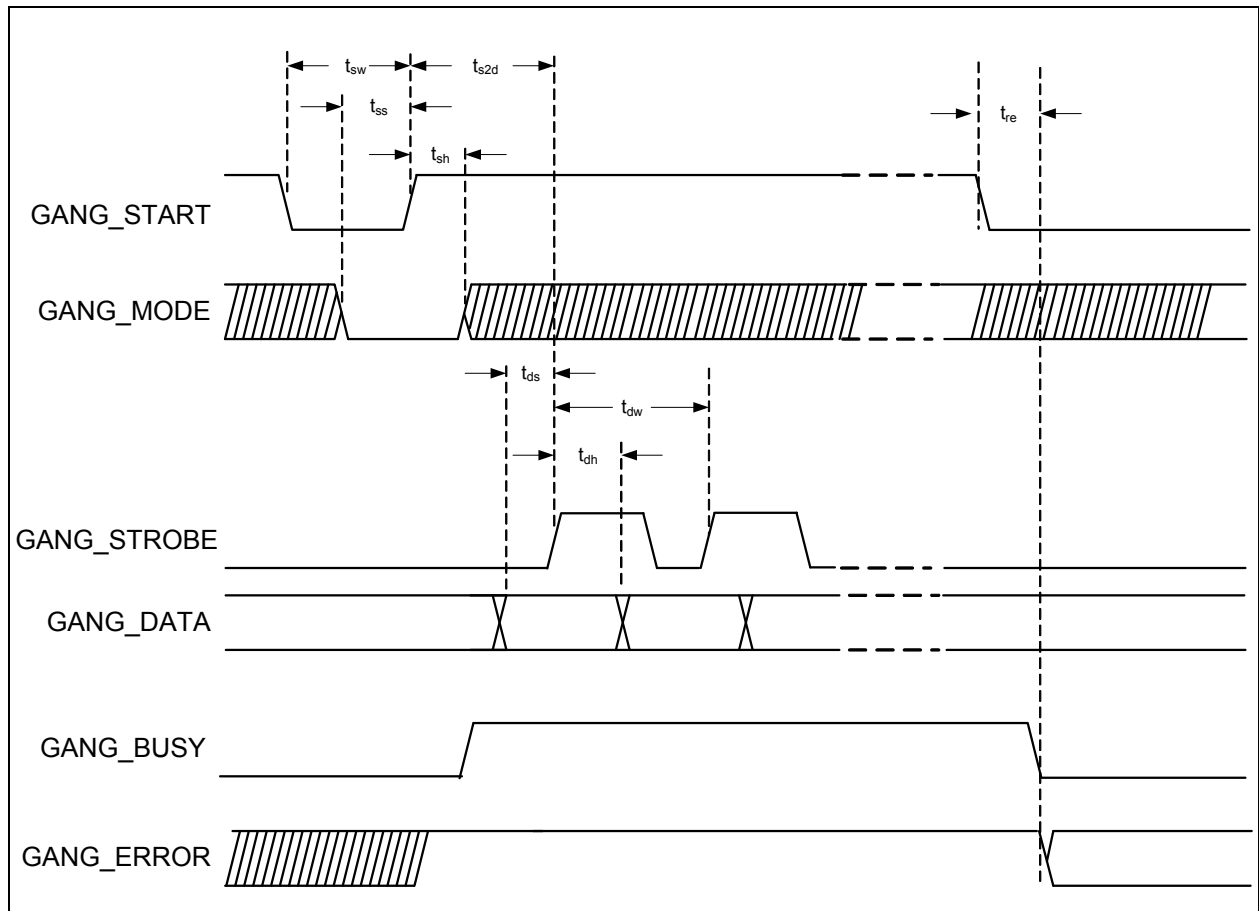 tsw
ts2d
tss
tre
tsh
GANG_START
GANG_MODE
tds
tdw
tdh
GANG_STROBE
GANG_DATA
GANG_BUSY
GANG_ERROR